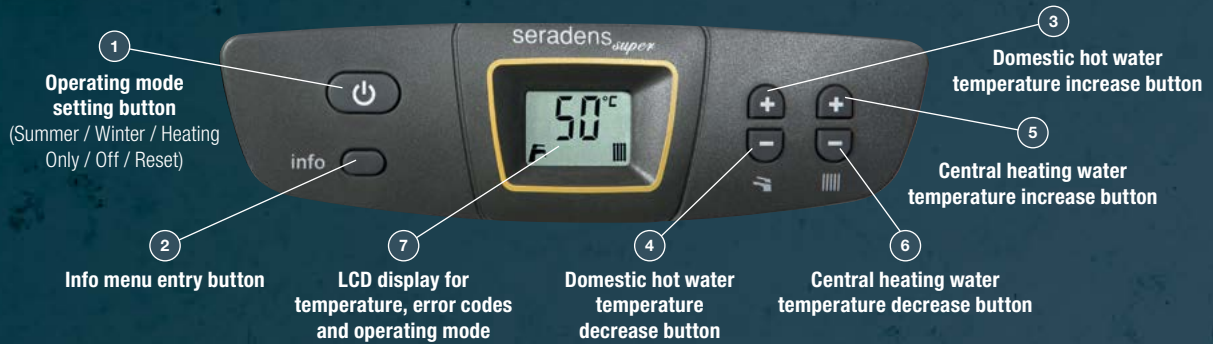 seradens super
50°C
info
1
Operating mode
setting button
(Summer / Winter / Heating
Only / Off / Reset)
2
Info menu entry button
7
LCD display for
temperature, error codes
and operating mode
4
Domestic hot water
temperature
decrease button
6
Central heating water
temperature decrease button
3
Domestic hot water
temperature increase button
5
Central heating water
temperature increase button
+
+
-
-